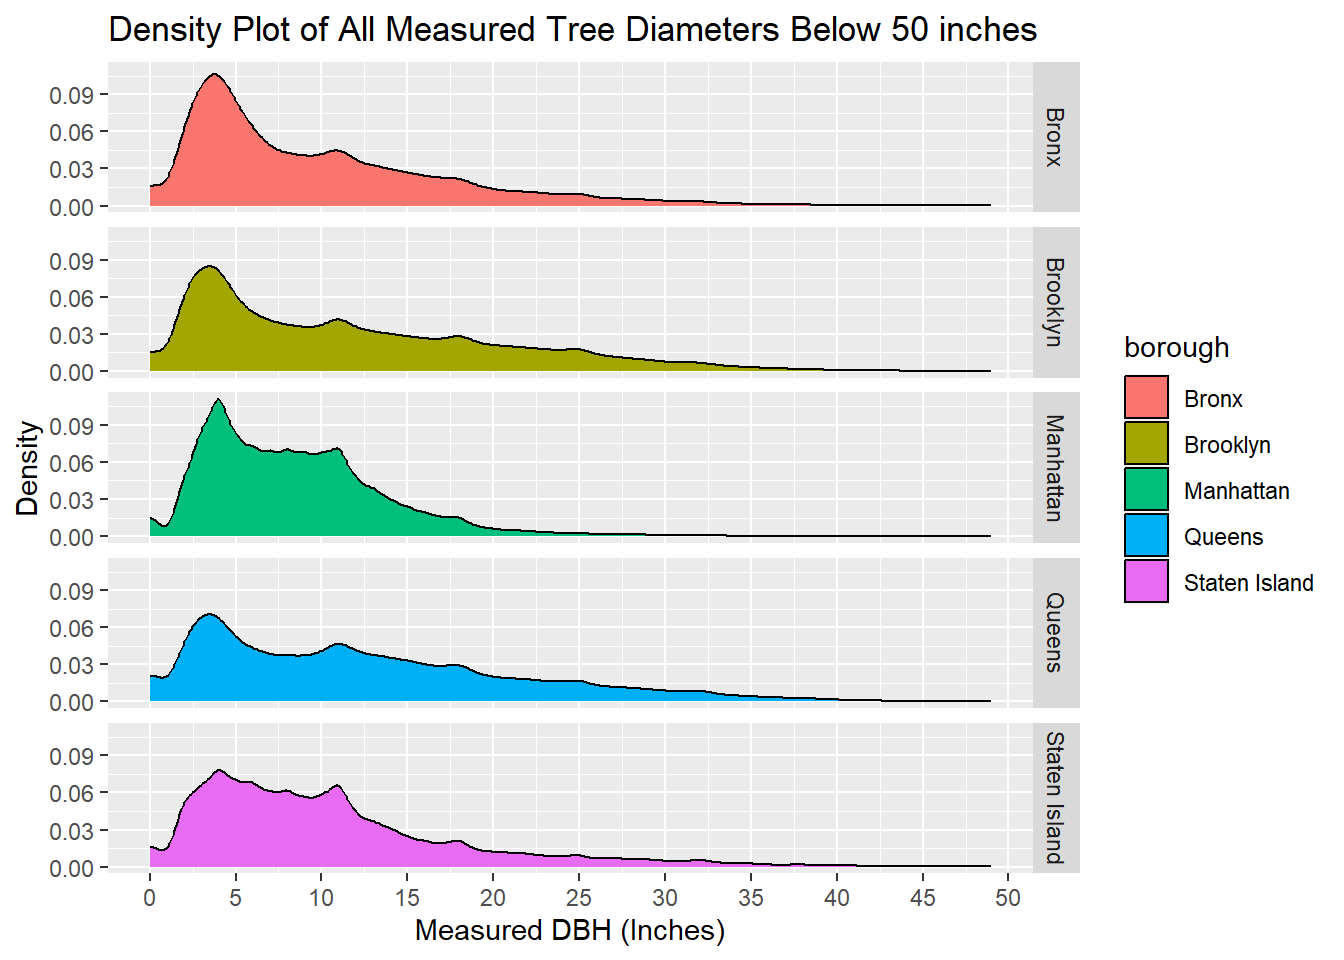 Density Plot of All Measured Tree Diameters Below 50 inches
Density
0.09
0.06
0.03
0.00
Bronx
0.09
0.06
0.03
0.00
Brooklyn
0.09
0.06
0.03
0.00
Manhattan
0.09
0.06
0.03
0.00
Queens
0.09
0.06
0.03
0.00
Staten Island
0 5 10 15 20 25 30 35 40 45 50
Measured DBH (Inches)
borough
Bronx
Brooklyn
Manhattan
Queens
Staten Island